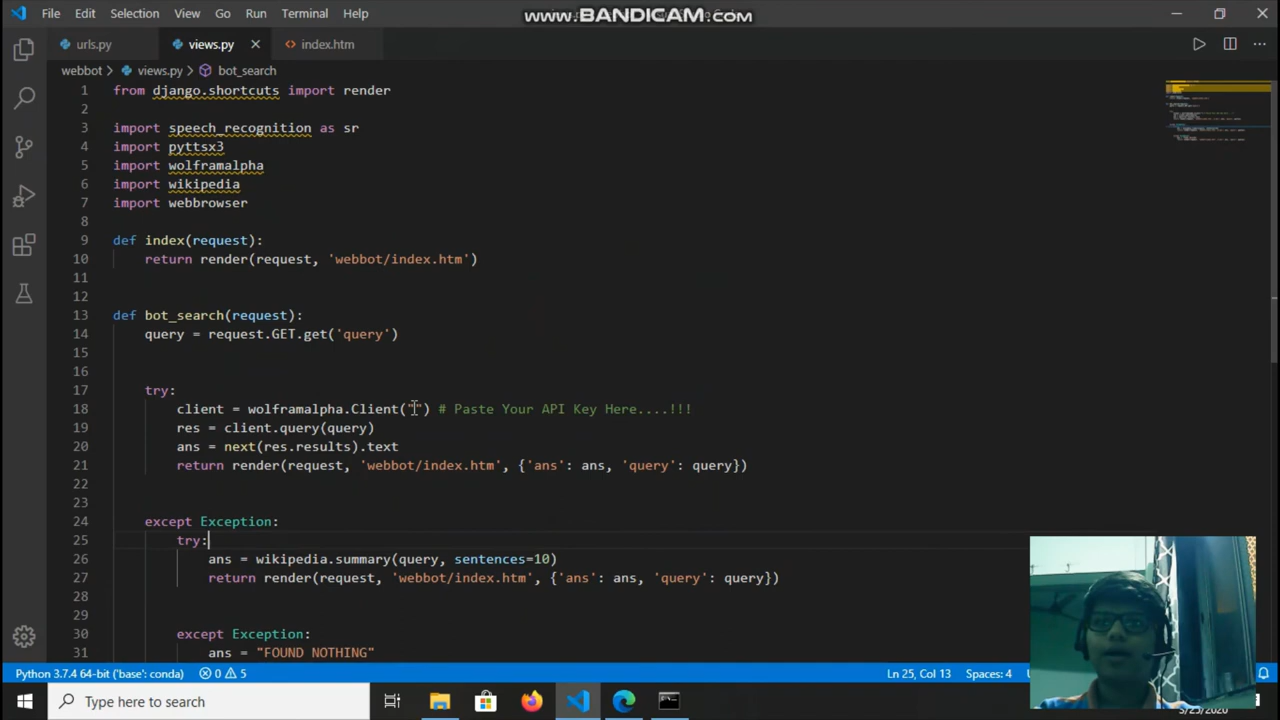 File Edit Selection View Go Run Terminal Help
www.BANDICAM.com
urls.py views.py index.htm
webbot > views.py > bot_search
1 from django.shortcuts import render
2
3 import speech_recognition as sr
4 import pyttsx3
5 import wolframalpha
6 import wikipedia
7 import webbrowser
8
9 def index(request):
10 return render(request, 'webbot/index.htm')
11
12
13 def bot_search(request):
14 query = request.GET.get('query')
15
16
17 try:
18 client = wolframalpha.Client("") # Paste Your API Key Here....!!!
19 res = client.query(query)
20 ans = next(res.results).text
21 return render(request, 'webbot/index.htm', {'ans': ans, 'query': query})
22
23
24 except Exception:
25 try:
26 ans = wikipedia.summary(query, sentences=10)
27 return render(request, 'webbot/index.htm', {'ans': ans, 'query': query})
28
29
30 except Exception:
31 ans = "FOUND NOTHING"
Python 3.7.4 64-bit ('base': conda) 0 5 Ln 25, Col 13 Spaces: 4
Type here to search